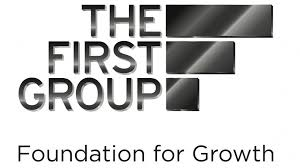 THE
FIRST
GROUP
Foundation for Growth